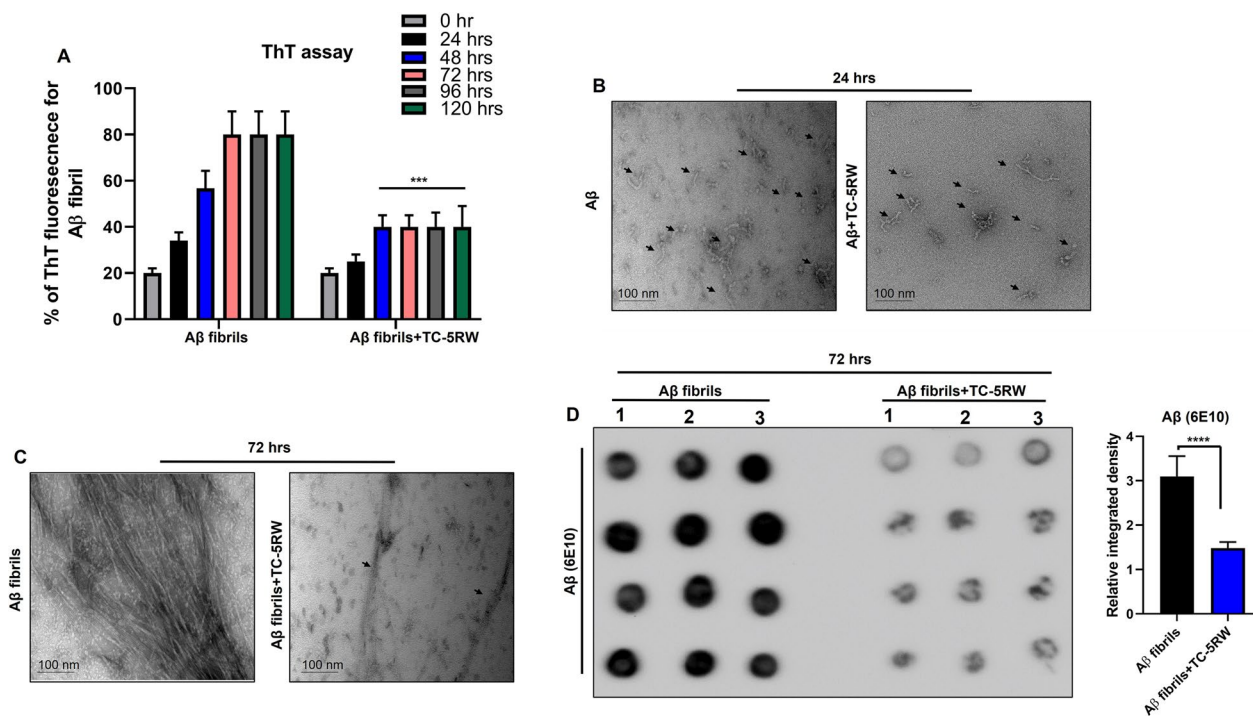 A
ThT assay
0 hr
24 hrs
48 hrs
72 hrs
96 hrs
120 hrs
% of ThT fluoresecnece for
Aβ fibril
100
80
60
40
20
0
***
Aβ fibrils
Aβ fibrils+TC-5RW
B
24 hrs
Aβ
100 nm
Aβ+TC-5RW
100 nm
C
72 hrs
Aβ fibrils
100 nm
Aβ fibrils+TC-5RW
100 nm
72 hrs
D
Aβ fibrils
Aβ fibrils+TC-5RW
1 2 3
1 2 3
Aβ (6E10)
Aβ (6E10)
Relative integrated density
4
3
2
1
0
****
Aβ fibrils
Aβ fibrils+TC-5RW